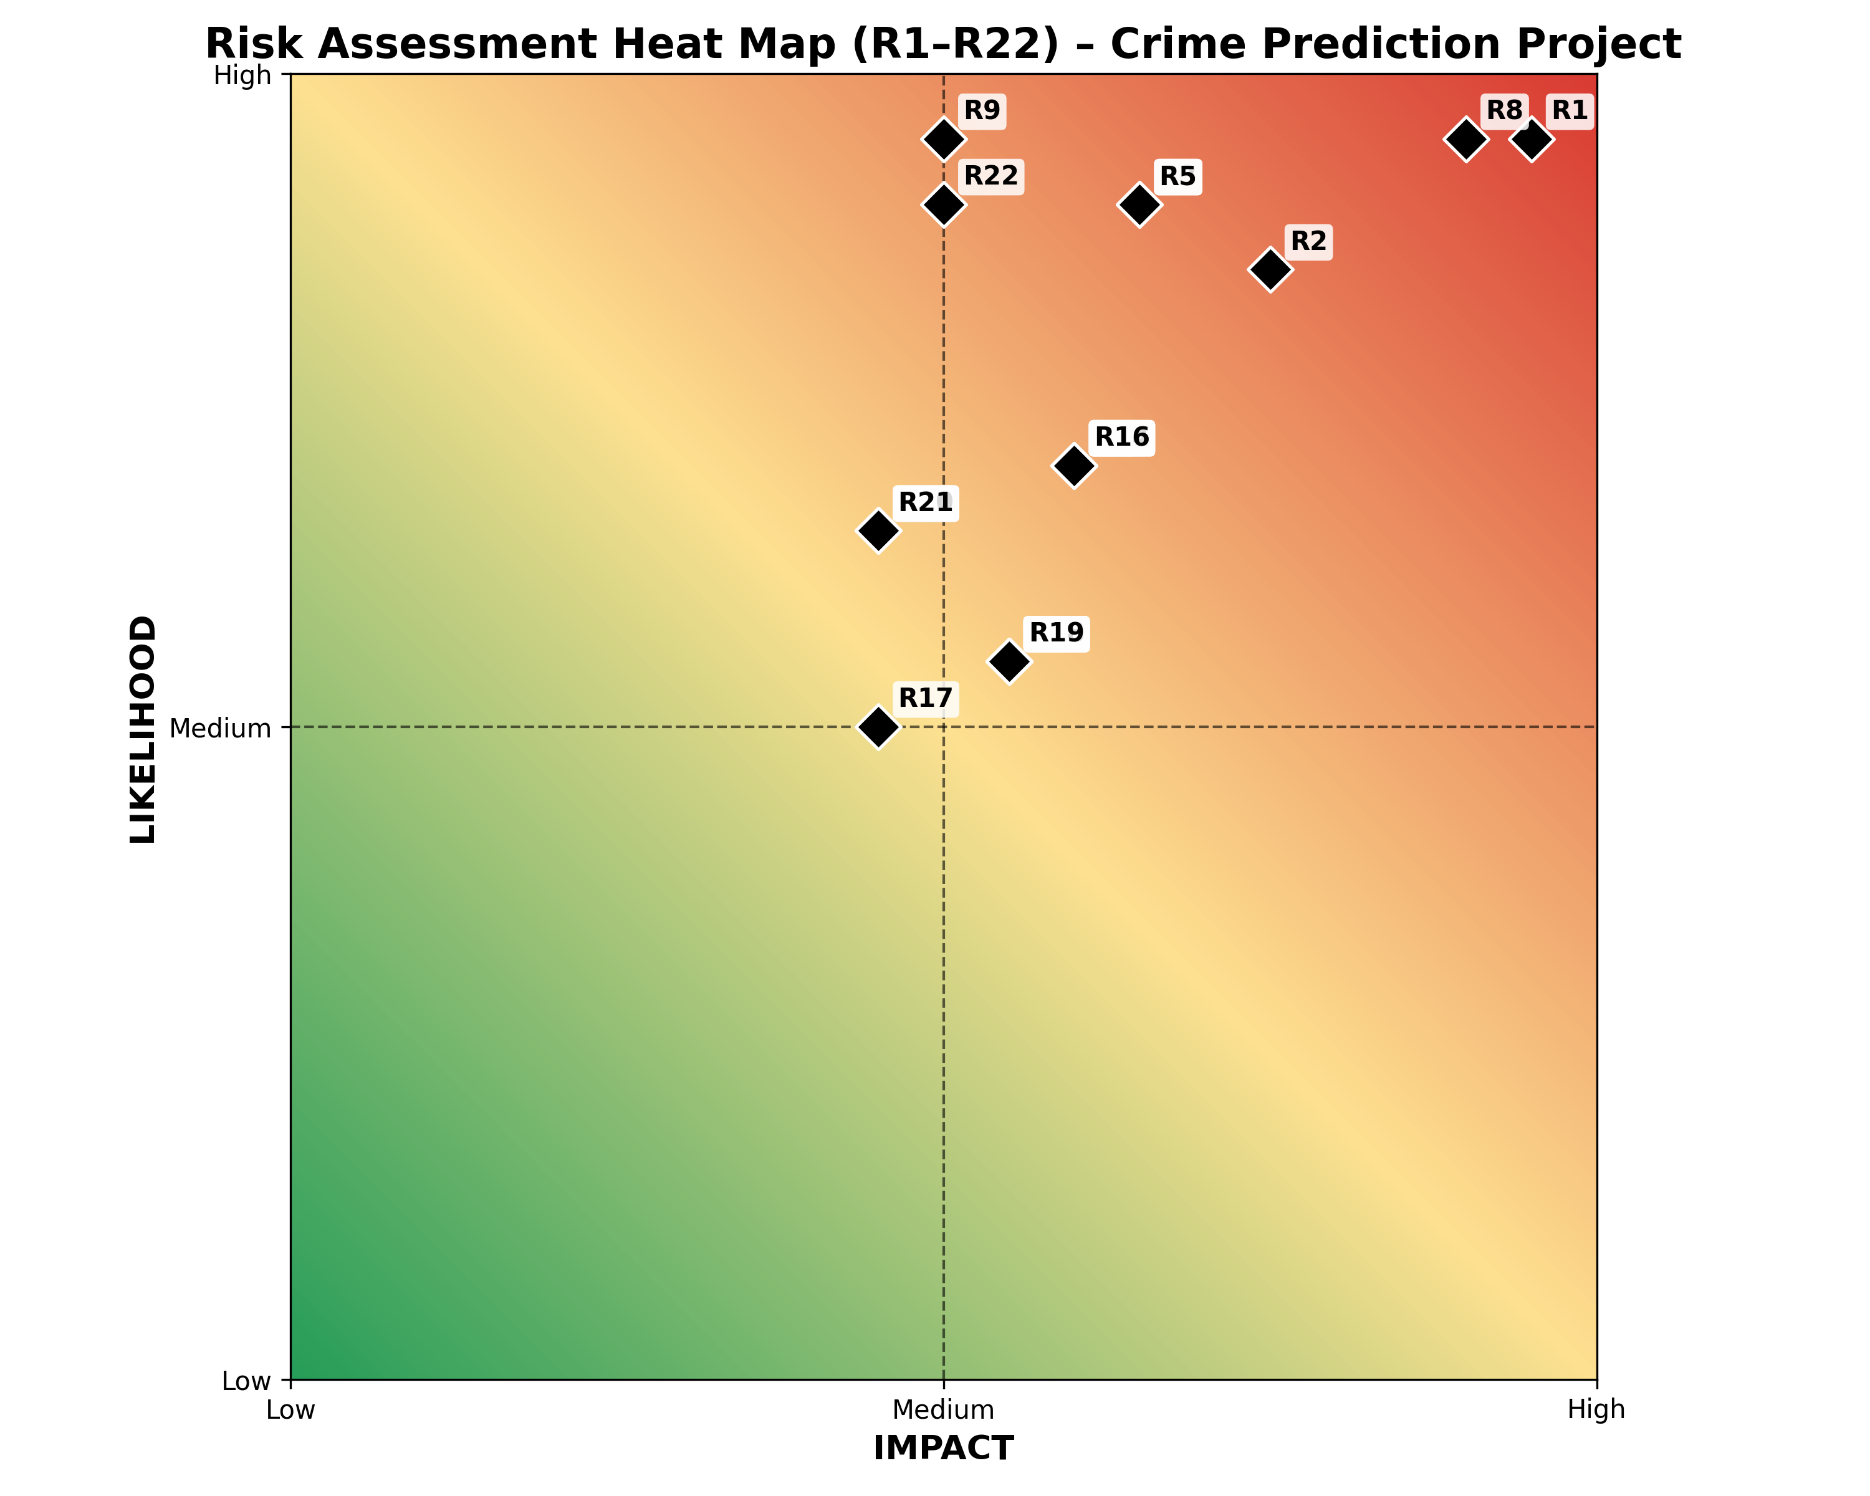 Risk Assessment Heat Map (R1–R22) – Crime Prediction Project
High
R9
R8
R1
R22
R5
R2
R16
R21
R19
R17
LIKELIHOOD
Medium
Low
Low
Medium
High
IMPACT